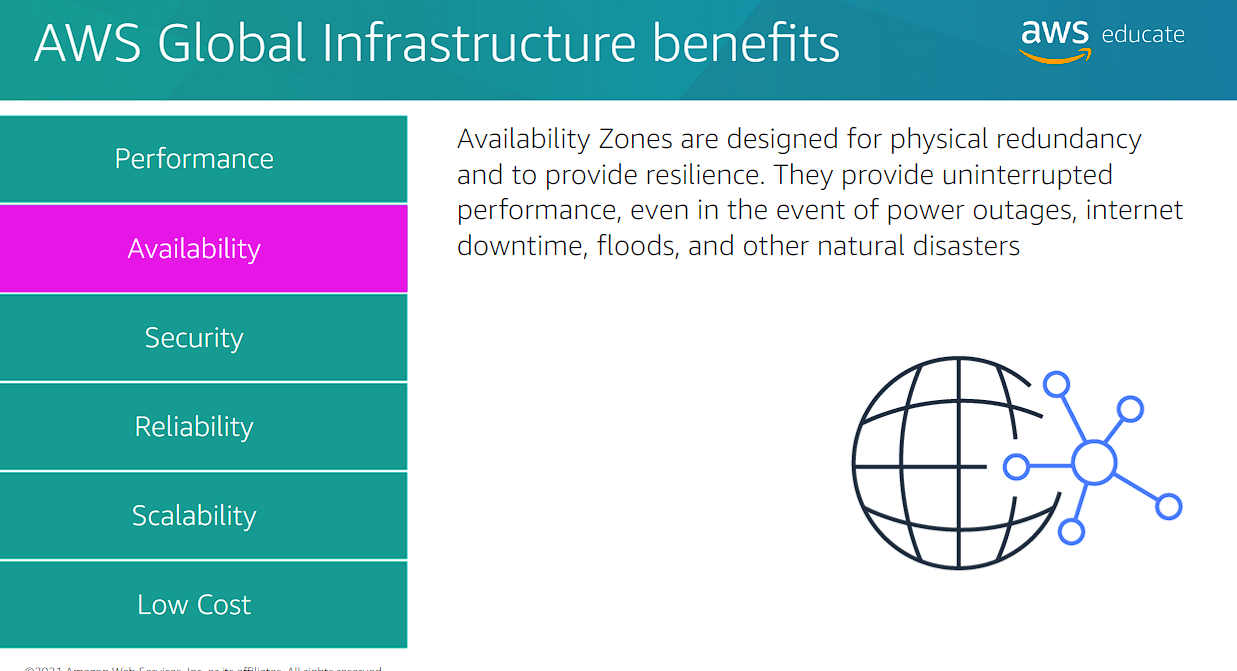 AWS Global Infrastructure benefits
aws educate
Performance
Availability
Security
Reliability
Scalability
Low Cost
Availability Zones are designed for physical redundancy
and to provide resilience. They provide uninterrupted
performance, even in the event of power outages, internet
downtime, floods, and other natural disasters
©2021 Amazon Web Services, Inc. or its affiliates. All rights reserved.